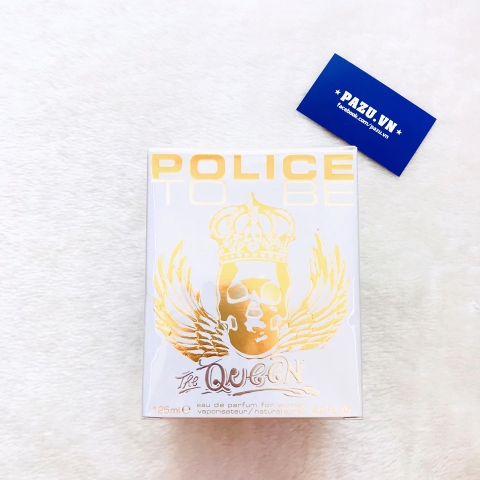 ★ PAZU.VN ★
facebook.com/pazu.vn
POLICE
TO BE
The QUEEN
125ml e eau de parfum for
vaporisateur/natural